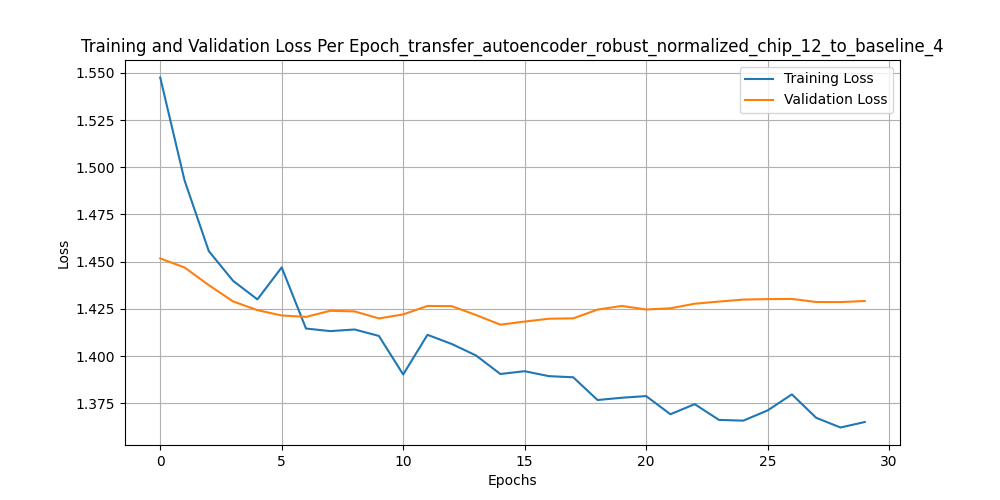 Training and Validation Loss Per Epoch_transfer_autoencoder_robust_normalized_chip_12_to_baseline_4
Training Loss
Validation Loss
1.550
1.525
1.500
1.475
1.450
1.425
1.400
1.375
Loss
0 5 10 15 20 25 30
Epochs